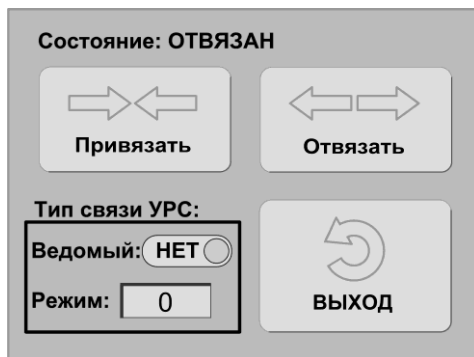 Состояние: ОТВЯЗАН
Привязать
Отвязать
Тип связи УРС:
Ведомый: НЕТ
Режим: 0
ВЫХОД